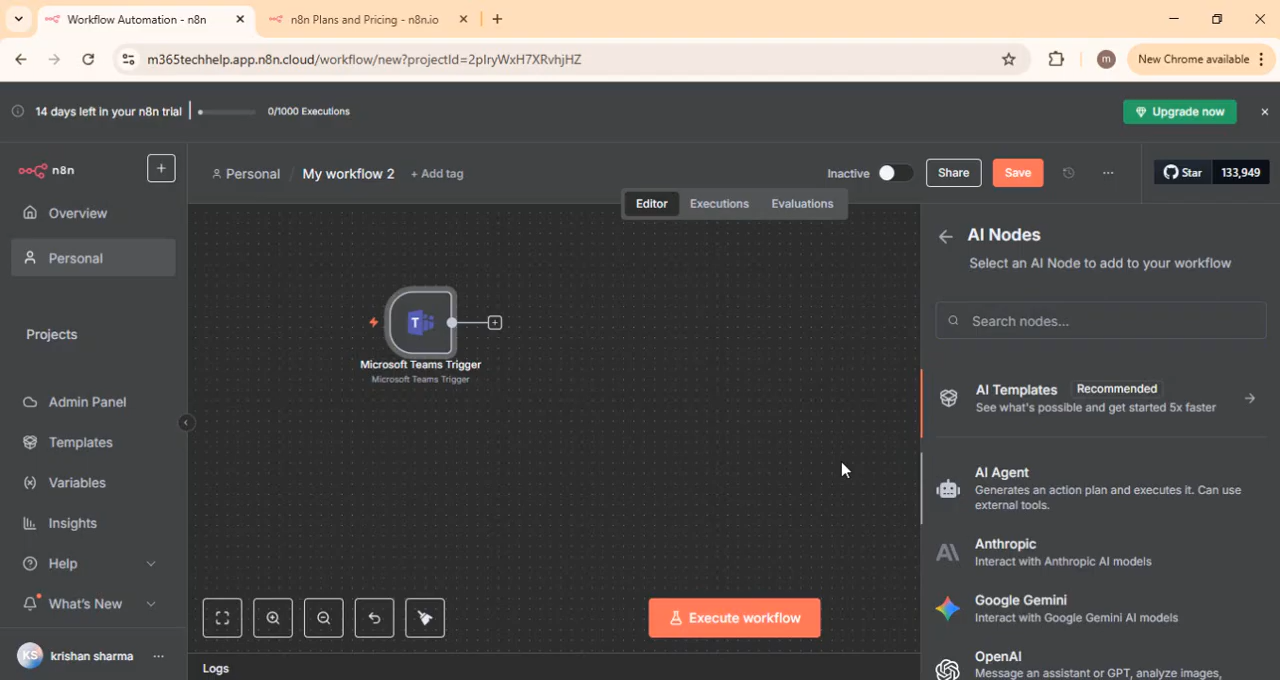 Workflow Automation - n8n
n8n Plans and Pricing - n8n.io
m365techhelp.app.n8n.cloud/workflow/new?projectId=2pIryWxH7XRvhjHZ
m
New Chrome available
14 days left in your n8n trial
0/1000 Executions
Upgrade now
n8n
Personal / My workflow 2 + Add tag
Inactive
Share
Save
Star 133,949
Editor
Executions
Evaluations
Overview
Personal
Projects
Admin Panel
Templates
Variables
Insights
Help
What's New
KS krishan sharma
T
Microsoft Teams Trigger
Microsoft Teams Trigger
Execute workflow
Logs
AI Nodes
Select an AI Node to add to your workflow
Search nodes...
AI Templates Recommended
See what's possible and get started 5x faster
AI Agent
Generates an action plan and executes it. Can use
external tools.
Anthropic
Interact with Anthropic AI models
Google Gemini
Interact with Google Gemini AI models
OpenAI
Message an assistant or GPT, analyze images,